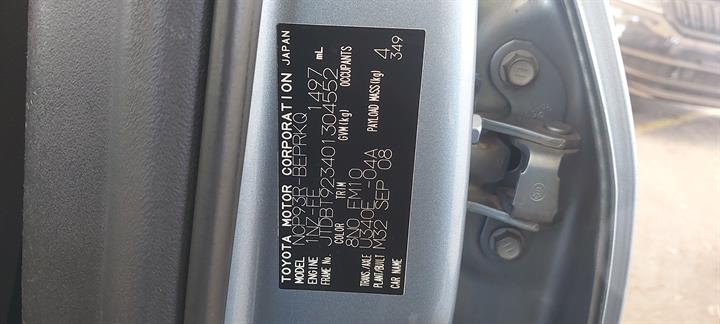 TOYOTA MOTOR CORPORATION JAPAN
MODEL NCP93R-BEPRKQ
ENGINE 1NZ-FE 1497 mL
FRAME No. JTDBT923401304552
COLOR TRIM GVM(kg) OCCUPANTS
8N0 FM10 4
TRANS/AXLE U340E -04A PAYLOAD MASS(kg) 349
PLANT/BUILT M32 SEP 08
CAR NAME